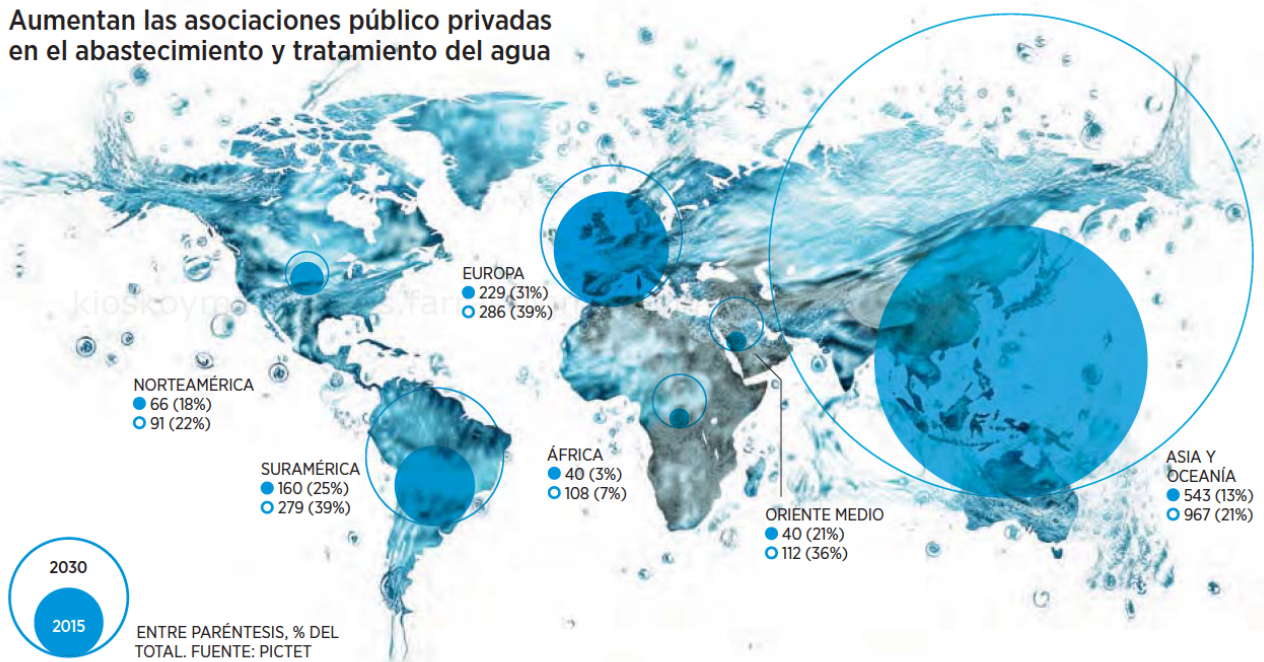 Aumentan las asociaciones público privadas
en el abastecimiento y tratamiento del agua
EUROPA
229 (31%)
286 (39%)
NORTEAMÉRICA
66 (18%)
91 (22%)
SURAMÉRICA
160 (25%)
279 (39%)
ÁFRICA
40 (3%)
108 (7%)
ORIENTE MEDIO
40 (21%)
112 (36%)
ASIA Y
OCEANÍA
543 (13%)
967 (21%)
2030
2015
ENTRE PARÉNTESIS, % DEL
TOTAL. FUENTE: PICTET